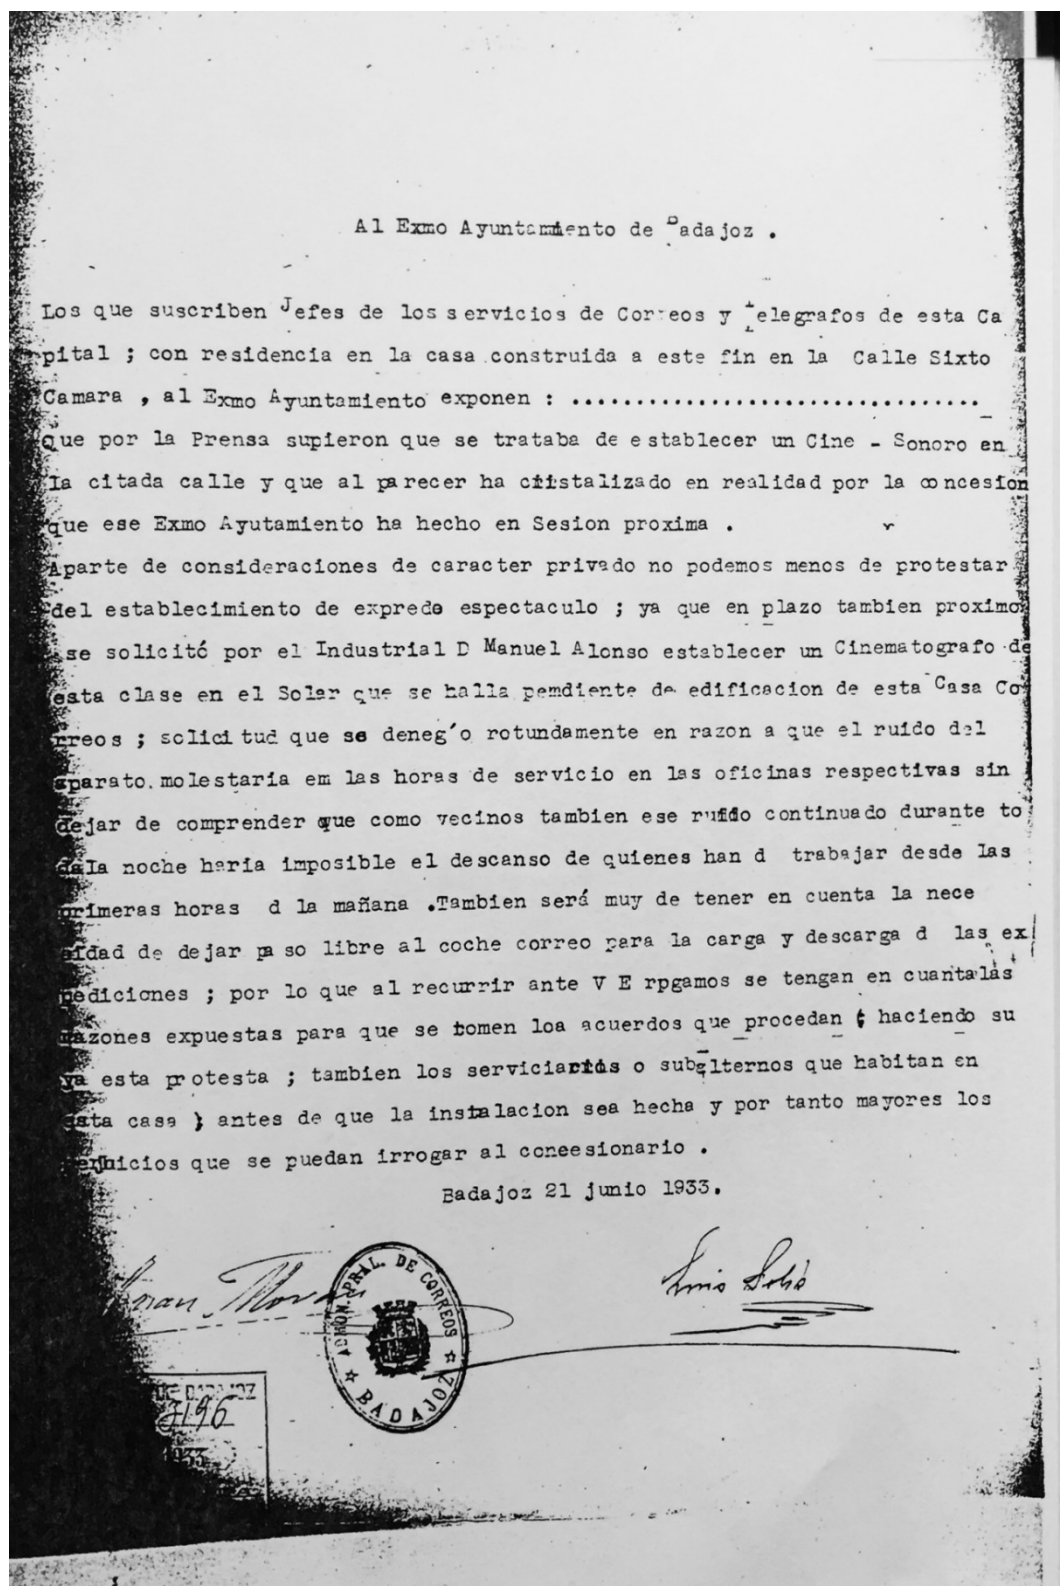 Al Exmo Ayuntamiento de Badajoz .
Los que suscriben Jefes de los servicios de Correos y Telegrafos de esta Ca
pital ; con residencia en la casa construida a este fin en la Calle Sixto
Camara , al Exmo Ayuntamiento exponen : ................................
que por la Prensa supieron que se trataba de establecer un Cine - Sonoro en
la citada calle y que al parecer ha cristalizado en realidad por la concesion
que ese Exmo Ayutamiento ha hecho en Sesion proxima .
Aparte de consideraciones de caracter privado no podemos menos de protestar
del establecimiento de expredo espectaculo ; ya que en plazo tambien proximo
se solicitó por el Industrial D Manuel Alonso establecer un Cinematografo de
esta clase en el Solar que se halla pemdiente de edificacion de esta Casa Co
rreos ; solicitud que se deneg´o rotundamente en razon a que el ruido del
aparato.molestaria em las horas de servicio en las oficinas respectivas sin
dejar de comprender que como vecinos tambien ese ruido continuado durante to
da la noche haria imposible el descanso de quienes han d trabajar desde las
primeras horas d la mañana .Tambien será muy de tener en cuenta la nece
sidad de dejar paso libre al coche correo para la carga y descarga d las ex
pediciones ; por lo que al recurrir ante V E rpgamos se tengan en cuanta las
razones expuestas para que se tomen loa acuerdos que procedan ( haciendo su
ya esta protesta ; tambien los serviciarios o subalternos que habitan en
esta casa ) antes de que la instalacion sea hecha y por tanto mayores los
perjuicios que se puedan irrogar al coneesionario .
Badajoz 21 junio 1933.
Luis Solis
ADMON. PRAL. DE CORREOS
BADAJOZ
DE BADAJOZ
7196
1933